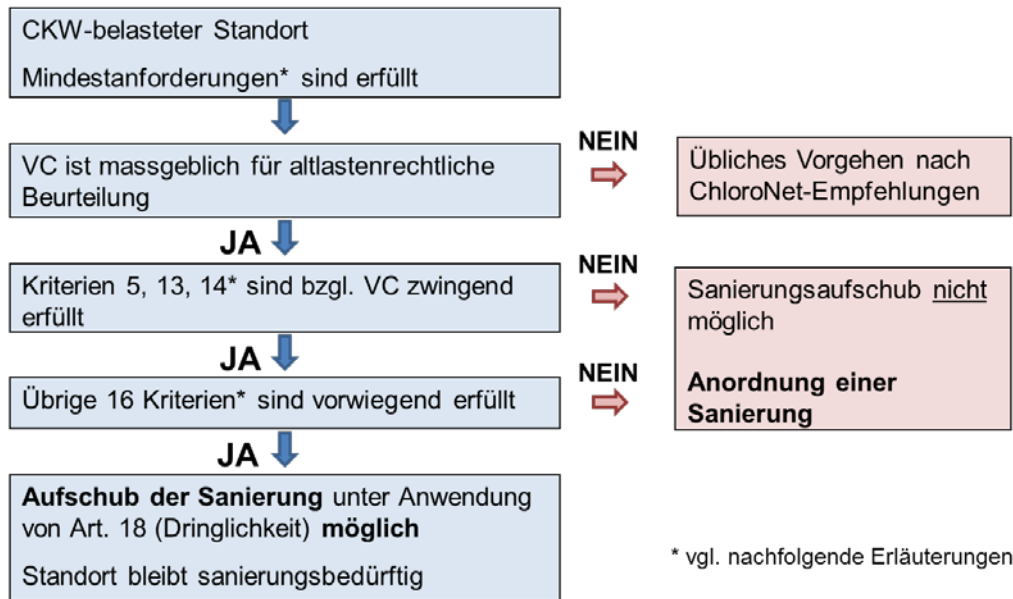 CKW-belasteter Standort
Mindestanforderungen* sind erfüllt
VC ist massgeblich für altlastenrechtliche
Beurteilung
NEIN
Übliches Vorgehen nach
ChloroNet-Empfehlungen
JA
Kriterien 5, 13, 14* sind bzgl. VC zwingend
erfüllt
NEIN
Sanierungsaufschub nicht
möglich
Anordnung einer
Sanierung
JA
Übrige 16 Kriterien* sind vorwiegend erfüllt
NEIN
JA
Aufschub der Sanierung unter Anwendung
von Art. 18 (Dringlichkeit) möglich
Standort bleibt sanierungsbedürftig
* vgl. nachfolgende Erläuterungen